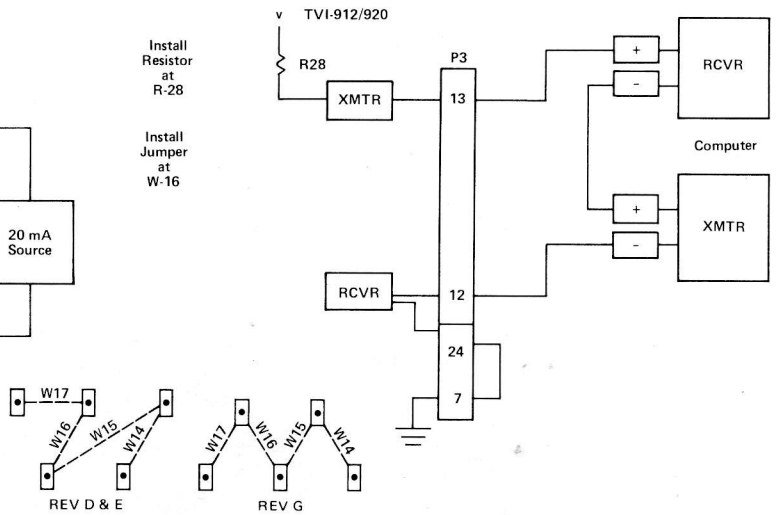 v TVI-912/920
Install
Resistor
at
R-28
R28
XMTR
P3
13
+
-
RCVR
Install
Jumper
at
W-16
Computer
+
-
XMTR
20 mA
Source
RCVR
12
24
7
W17
W16
W15
W14
REV D & E
W17
W16
W15
W14
REV G